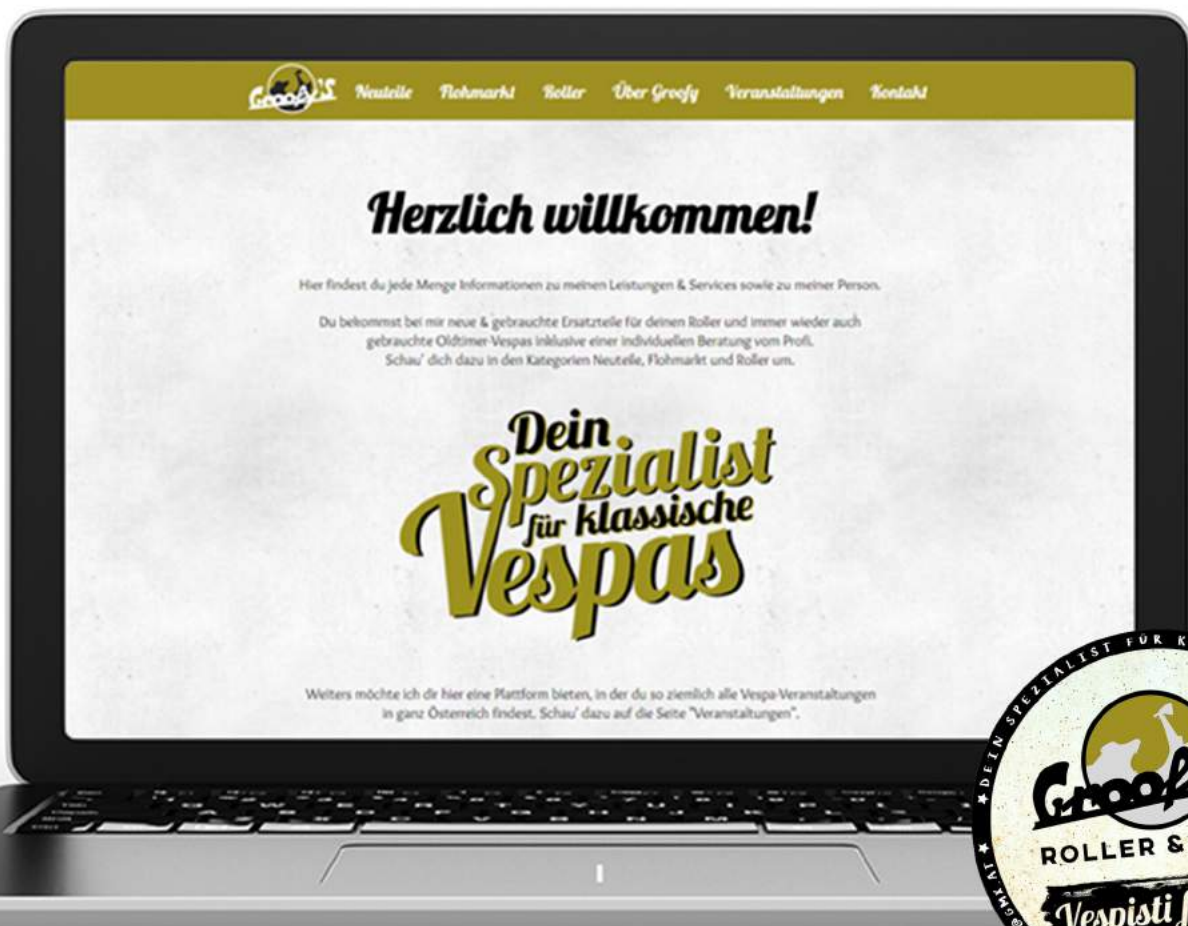 Groofy'S
Neuteile Flohmarkt Roller Über Groofy Veranstaltungen Kontakt
Herzlich willkommen!
Hier findest du jede Menge Informationen zu meinen Leistungen & Services sowie zu meiner Person.
Du bekommst bei mir neue & gebrauchte Ersatzteile für deinen Roller und immer wieder auch
gebrauchte Oldtimer-Vespas inklusive einer individuellen Beratung vom Profi.
Schau' dich dazu in den Kategorien Neuteile, Flohmarkt und Roller um.
Dein
Spezialist
für klassische
Vespas
Weiters möchte ich dir hier eine Plattform bieten, in der du so ziemlich alle Vespa-Veranstaltungen
in ganz Österreich findest. Schau' dazu auf die Seite "Veranstaltungen".
@GMX.AT ★ ★ DEIN SPEZIALIST FÜR K
ROLLER &
Vespisti